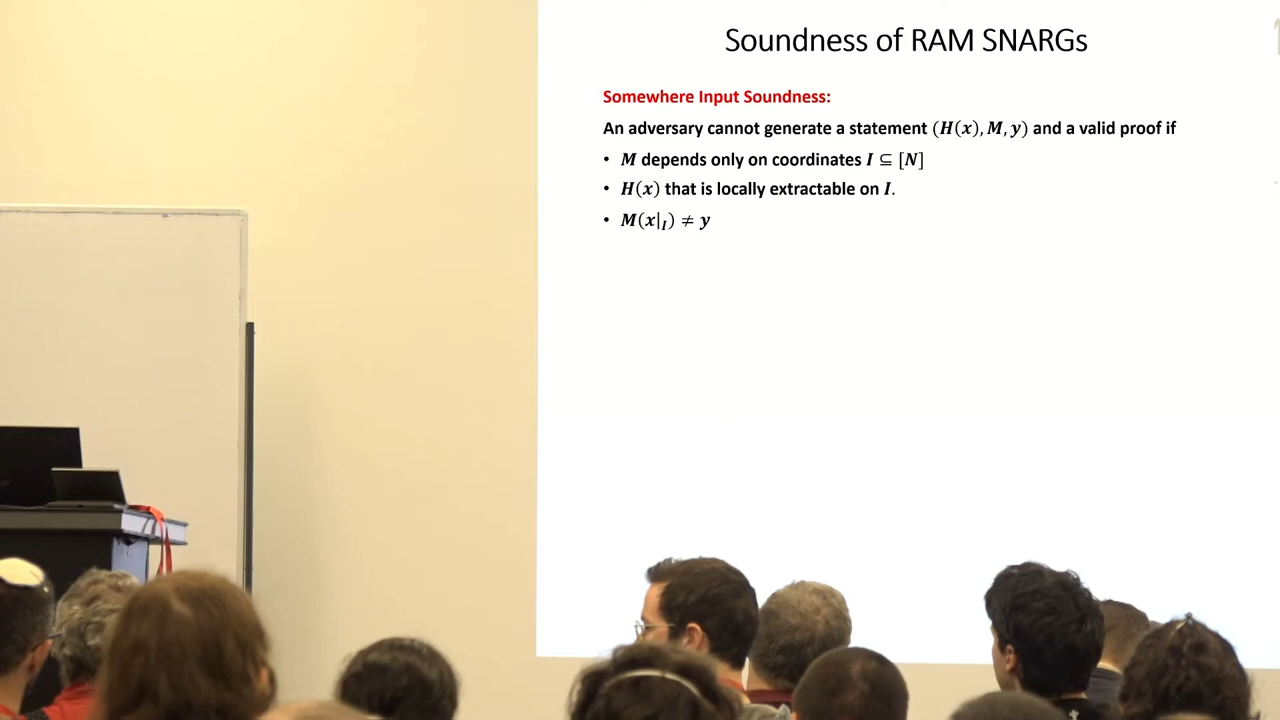 Soundness of RAM SNARGs
Somewhere Input Soundness:
An adversary cannot generate a statement (H(x), M, y) and a valid proof if
• M depends only on coordinates I ⊆ [N]
• H(x) that is locally extractable on I.
• M(x|_I) ≠ y